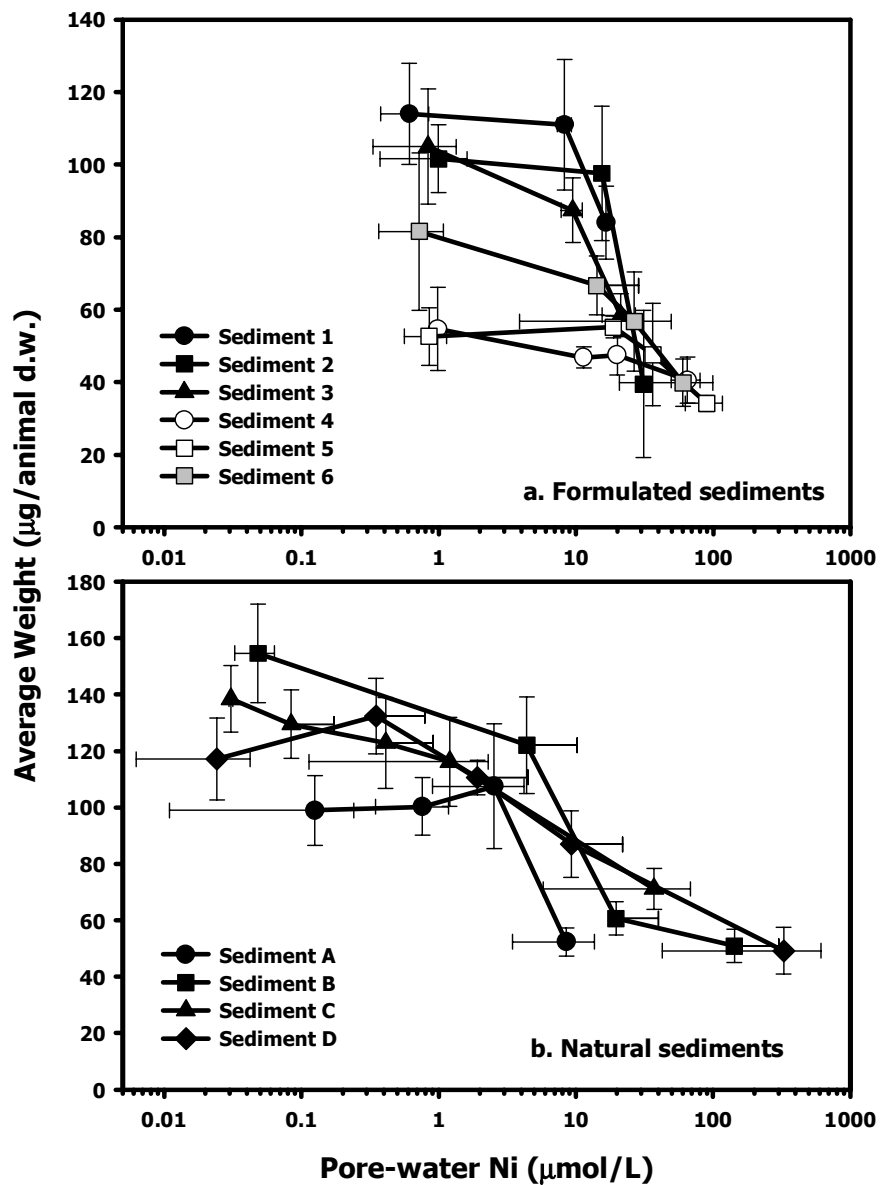 140
120
100
80
60
40
20
0
Sediment 1
Sediment 2
Sediment 3
Sediment 4
Sediment 5
Sediment 6
a. Formulated sediments
0.01 0.1 1 10 100 1000
Average Weight (µg/animal d.w.)
180
160
140
120
100
80
60
40
20
0
Sediment A
Sediment B
Sediment C
Sediment D
b. Natural sediments
0.01 0.1 1 10 100 1000
Pore-water Ni (µmol/L)